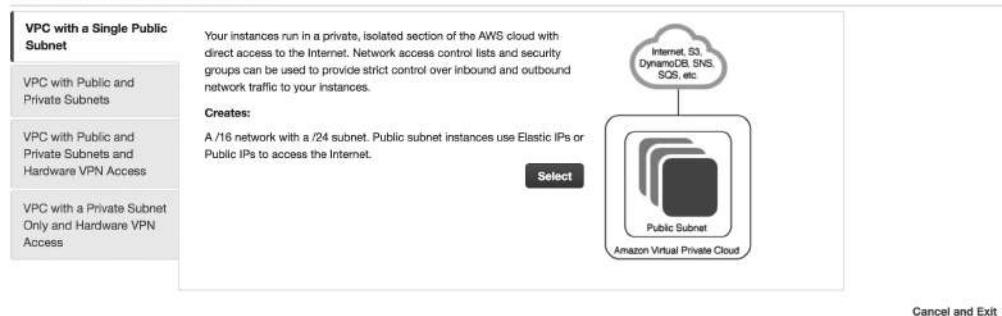 VPC with a Single Public
Subnet
VPC with Public and
Private Subnets
VPC with Public and
Private Subnets and
Hardware VPN Access
VPC with a Private Subnet
Only and Hardware VPN
Access
Your instances run in a private, isolated section of the AWS cloud with
direct access to the Internet. Network access control lists and security
groups can be used to provide strict control over inbound and outbound
network traffic to your instances.
Creates:
A /16 network with a /24 subnet. Public subnet instances use Elastic IPs or
Public IPs to access the Internet.
Select
Internet, S3,
DynamoDB, SNS,
SQS, etc.
Public Subnet
Amazon Virtual Private Cloud
Cancel and Exit